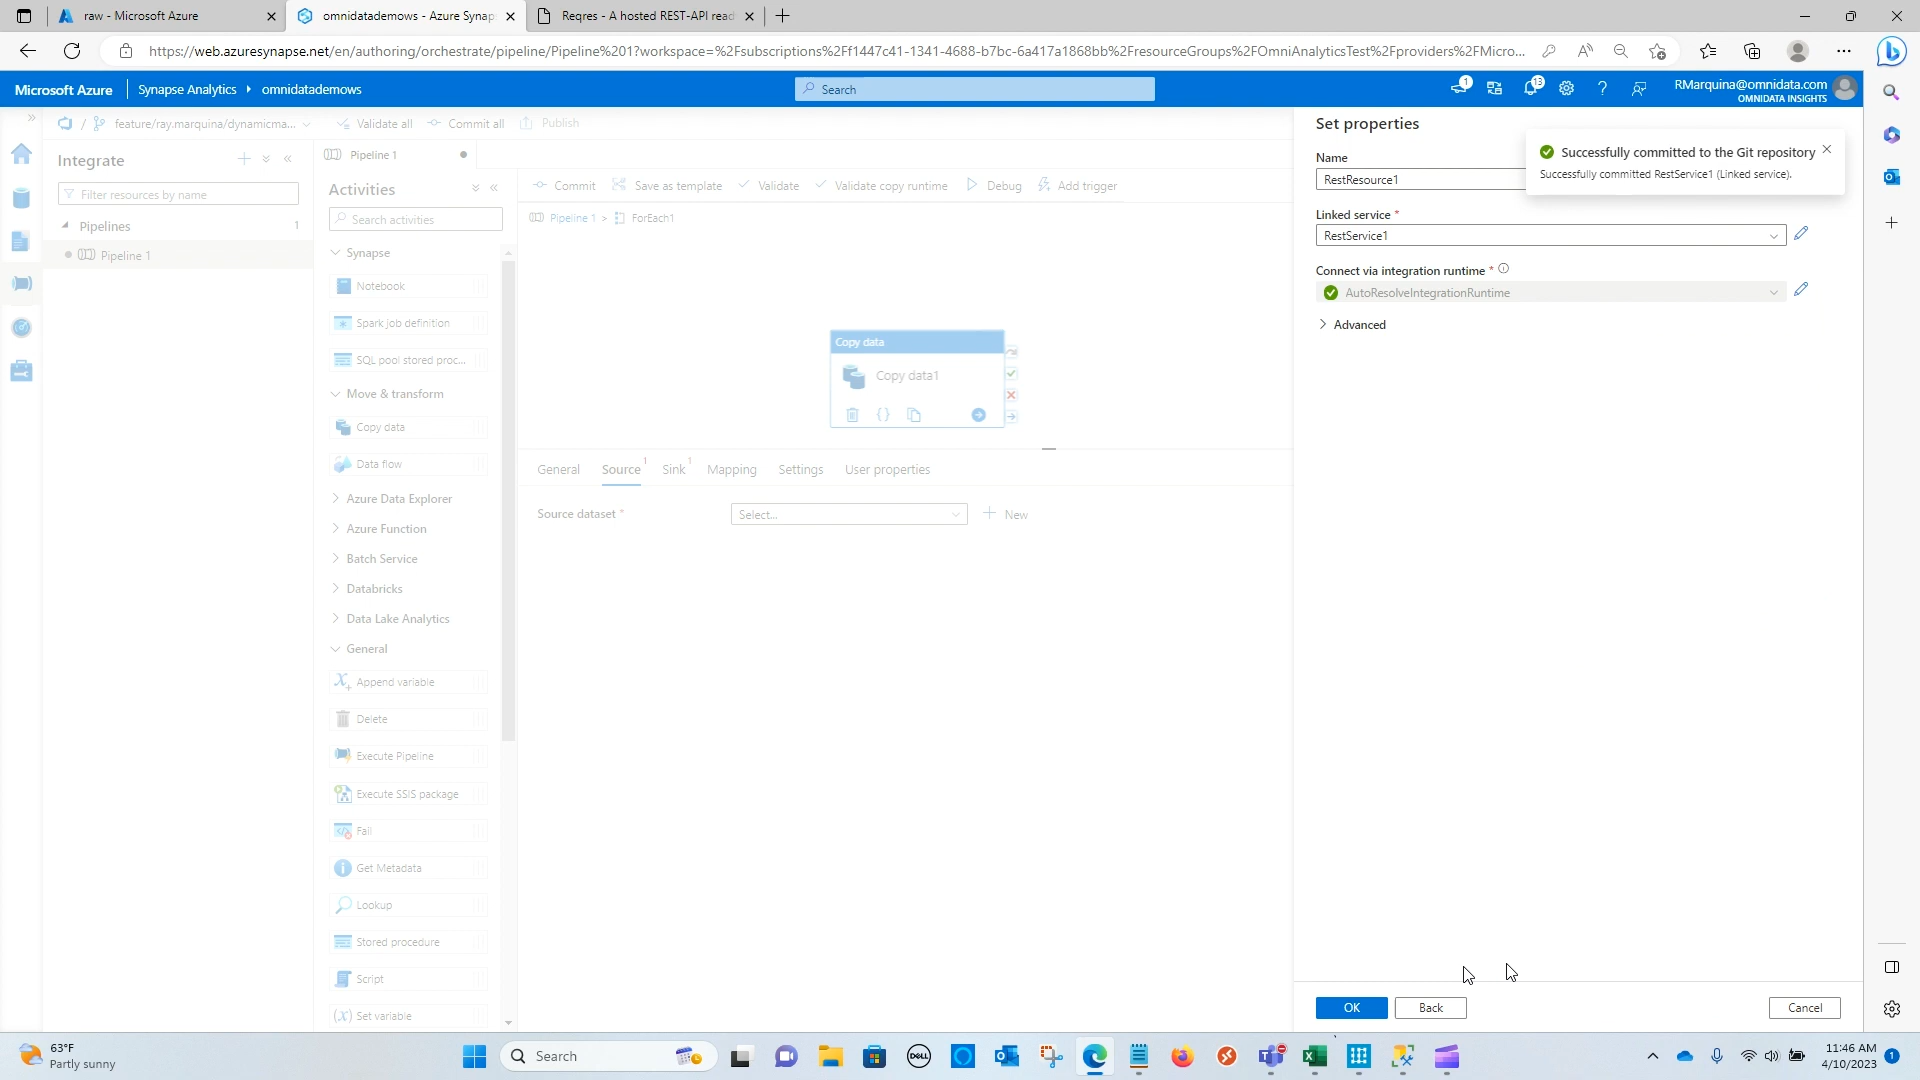 raw - Microsoft Azure
omnidatademows - Azure Synap
Reqres - A hosted REST-API read
https://web.azuresynapse.net/en/authoring/orchestrate/pipeline/Pipeline%201?workspace=%2Fsubscriptions%2Ff1447c41-1341-4688-b7bc-6a417a1868bb%2FresourceGroups%2FOmniAnalyticsTest%2Fproviders%2FMicro...
Microsoft Azure
Synapse Analytics
omnidatademows
Search
1
13
RMarquina@omnidata.com
OMNIDATA INSIGHTS
feature/ray.marquina/dynamicma...
Validate all
Commit all
Publish
Integrate
Filter resources by name
Pipelines
1
Pipeline 1
Pipeline 1
Activities
Search activities
Synapse
Notebook
Spark job definition
SQL pool stored proc...
Move & transform
Copy data
Data flow
Azure Data Explorer
Azure Function
Batch Service
Databricks
Data Lake Analytics
General
Append variable
Delete
Execute Pipeline
Execute SSIS package
Fail
Get Metadata
Lookup
Stored procedure
Script
Set variable
Commit
Save as template
Validate
Validate copy runtime
Debug
Add trigger
Pipeline 1 > ForEach1
Copy data
Copy data1
General
Source 1
Sink 1
Mapping
Settings
User properties
Source dataset *
Select...
New
Set properties
Name
RestResource1
Successfully committed to the Git repository
Successfully committed RestService1 (Linked service).
Linked service *
RestService1
Connect via integration runtime *
AutoResolveIntegrationRuntime
Advanced
OK
Back
Cancel
63°F
Partly sunny
Search
DELL
11:46 AM
4/10/2023
1